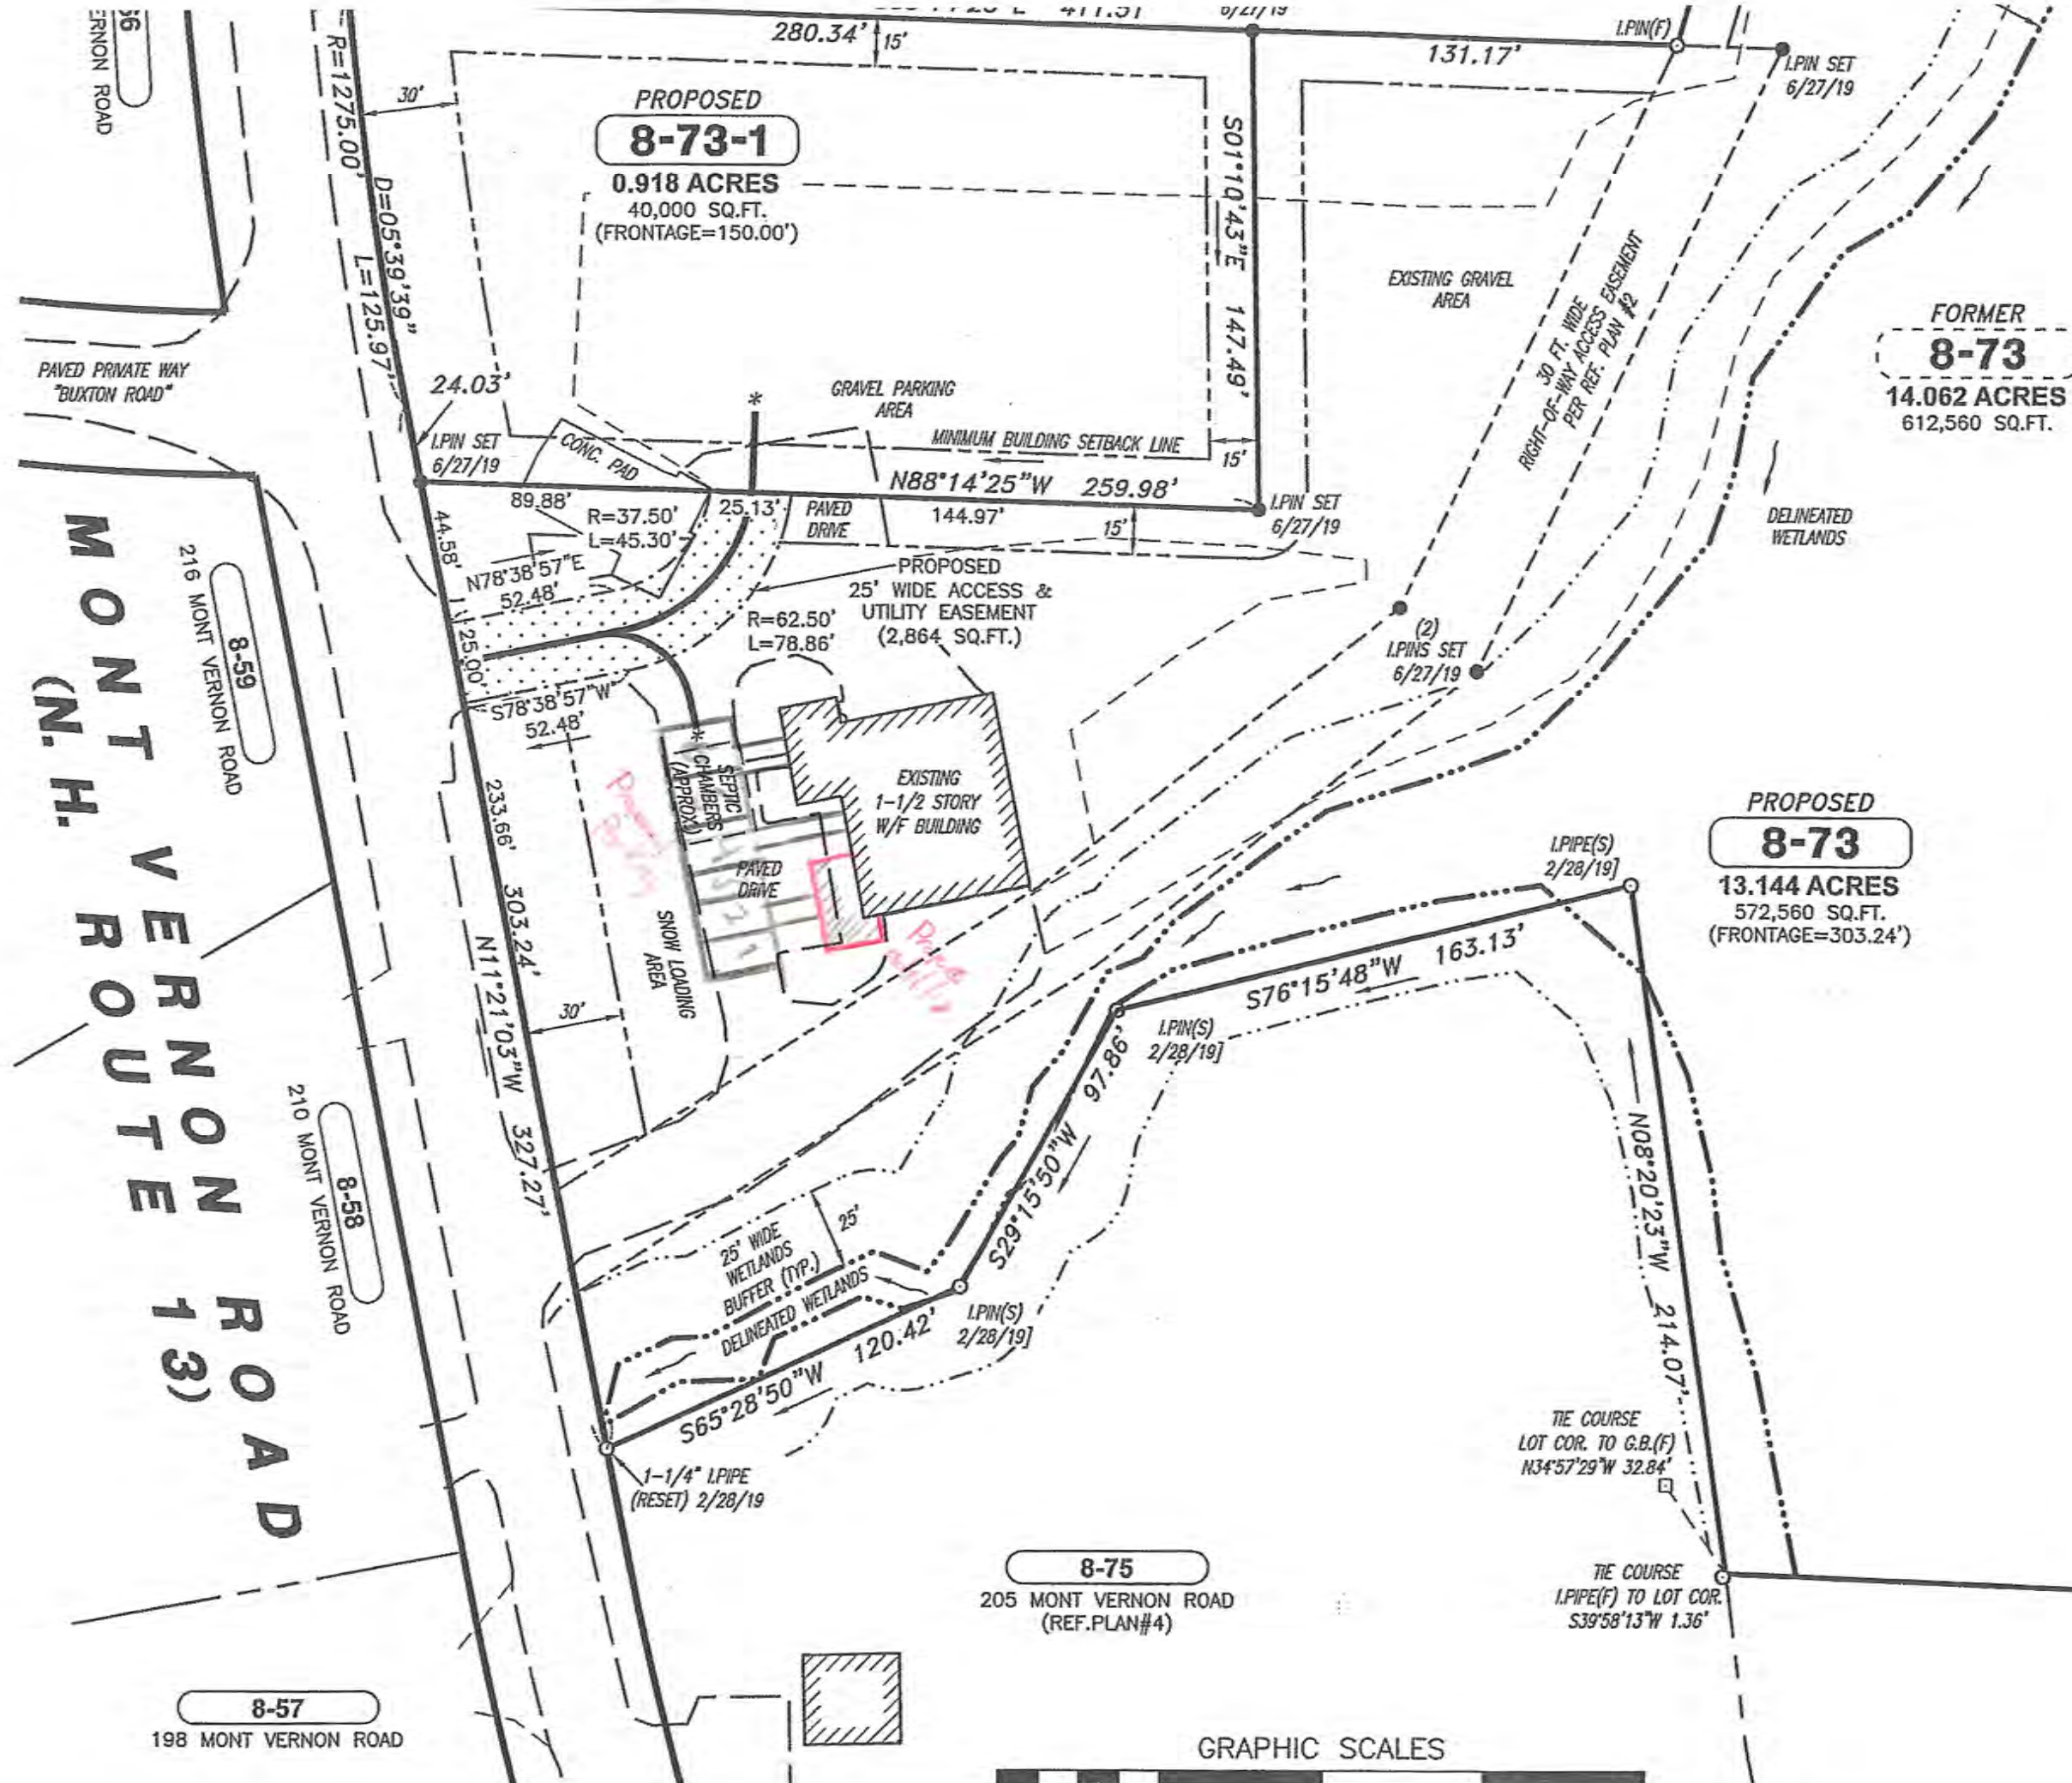 280.34'
15'
6/27/19
131.17'
I.PIN(F)
I.PIN SET
6/27/19
ERNON ROAD
R=1275.00'
D=05°39'39"
L=125.97'
30'
PROPOSED
8-73-1
0.918 ACRES
40,000 SQ.FT.
(FRONTAGE=150.00')
S01°10'43"E 147.49'
EXISTING GRAVEL
AREA
30 FT. WIDE
RIGHT-OF-WAY ACCESS EASEMENT
PER REF. PLAN #2
FORMER
8-73
14.062 ACRES
612,560 SQ.FT.
PAVED PRIVATE WAY
"BUXTON ROAD"
24.03'
I.PIN SET
6/27/19
CONC. PAD
*
GRAVEL PARKING
AREA
MINIMUM BUILDING SETBACK LINE
15'
N88°14'25"W 259.98'
I.PIN SET
6/27/19
89.88'
25.13'
PAVED
DRIVE
144.97'
15'
R=37.50'
L=45.30'
44.58'
N78°38'57"E
52.48'
25.00'
S78°38'57"W
52.48'
PROPOSED
25' WIDE ACCESS &
UTILITY EASEMENT
(2,864 SQ.FT.)
R=62.50'
L=78.86'
DELINEATED
WETLANDS
(2)
I.PINS SET
6/27/19
MONT VERNON ROAD
(N.H. ROUTE 13)
8-59
216 MONT VERNON ROAD
233.66'
303.24'
N11°21'03"W 327.27'
*
SEPTIC
CHAMBERS
(APPROX.)
EXISTING
1-1/2 STORY
W/F BUILDING
PAVED
DRIVE
SNOW LOADING
AREA
30'
PROPOSED
8-73
13.144 ACRES
572,560 SQ.FT.
(FRONTAGE=303.24')
I.PIPE(S)
2/28/19]
S76°15'48"W 163.13'
I.PIN(S)
2/28/19]
97.86'
S29°15'50"W
N08°20'23"W 214.07'
8-58
210 MONT VERNON ROAD
25' WIDE
WETLANDS
BUFFER (TYP.)
25'
DELINEATED WETLANDS
I.PIN(S)
2/28/19]
S65°28'50"W 120.42'
1-1/4" I.PIPE
(RESET) 2/28/19
TIE COURSE
LOT COR. TO G.B.(F)
N34°57'29"W 32.84'
TIE COURSE
I.PIPE(F) TO LOT COR.
S39°58'13"W 1.36'
8-75
205 MONT VERNON ROAD
(REF.PLAN#4)
8-57
198 MONT VERNON ROAD
GRAPHIC SCALES